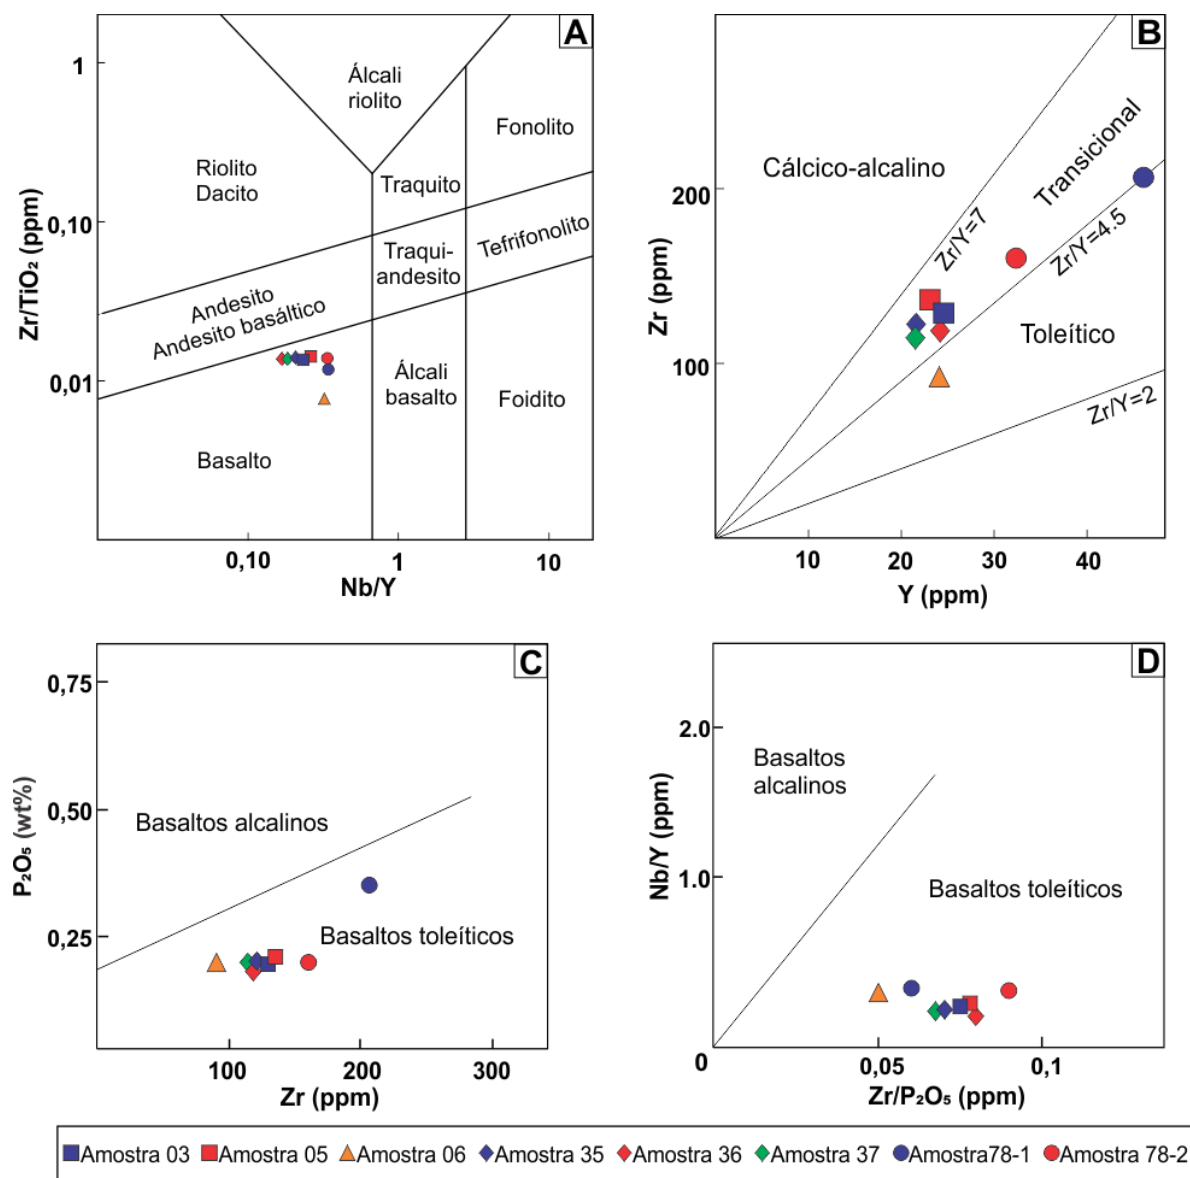 A
1
0,10
0,01
Zr/TiO₂ (ppm)
Álcali
riolito
Fonolito
Riolito
Dacito
Traquito
Traqui-
andesito
Tefrifonolito
Andesito
Andesito basáltico
Álcali
basalto
Foidito
Basalto
0,10
1
10
Nb/Y
B
200
100
Zr (ppm)
Cálcico-alcalino
Transicional
Zr/Y=7
Zr/Y=4.5
Toleítico
Zr/Y=2
10
20
30
40
Y (ppm)
C
0,75
0,50
0,25
P₂O₅ (wt%)
Basaltos alcalinos
Basaltos toleíticos
100
200
300
Zr (ppm)
D
2.0
1.0
0
Nb/Y (ppm)
Basaltos
alcalinos
Basaltos toleíticos
0,05
0,1
Zr/P₂O₅ (ppm)
Amostra 03 Amostra 05 Amostra 06 Amostra 35 Amostra 36 Amostra 37 Amostra78-1 Amostra 78-2